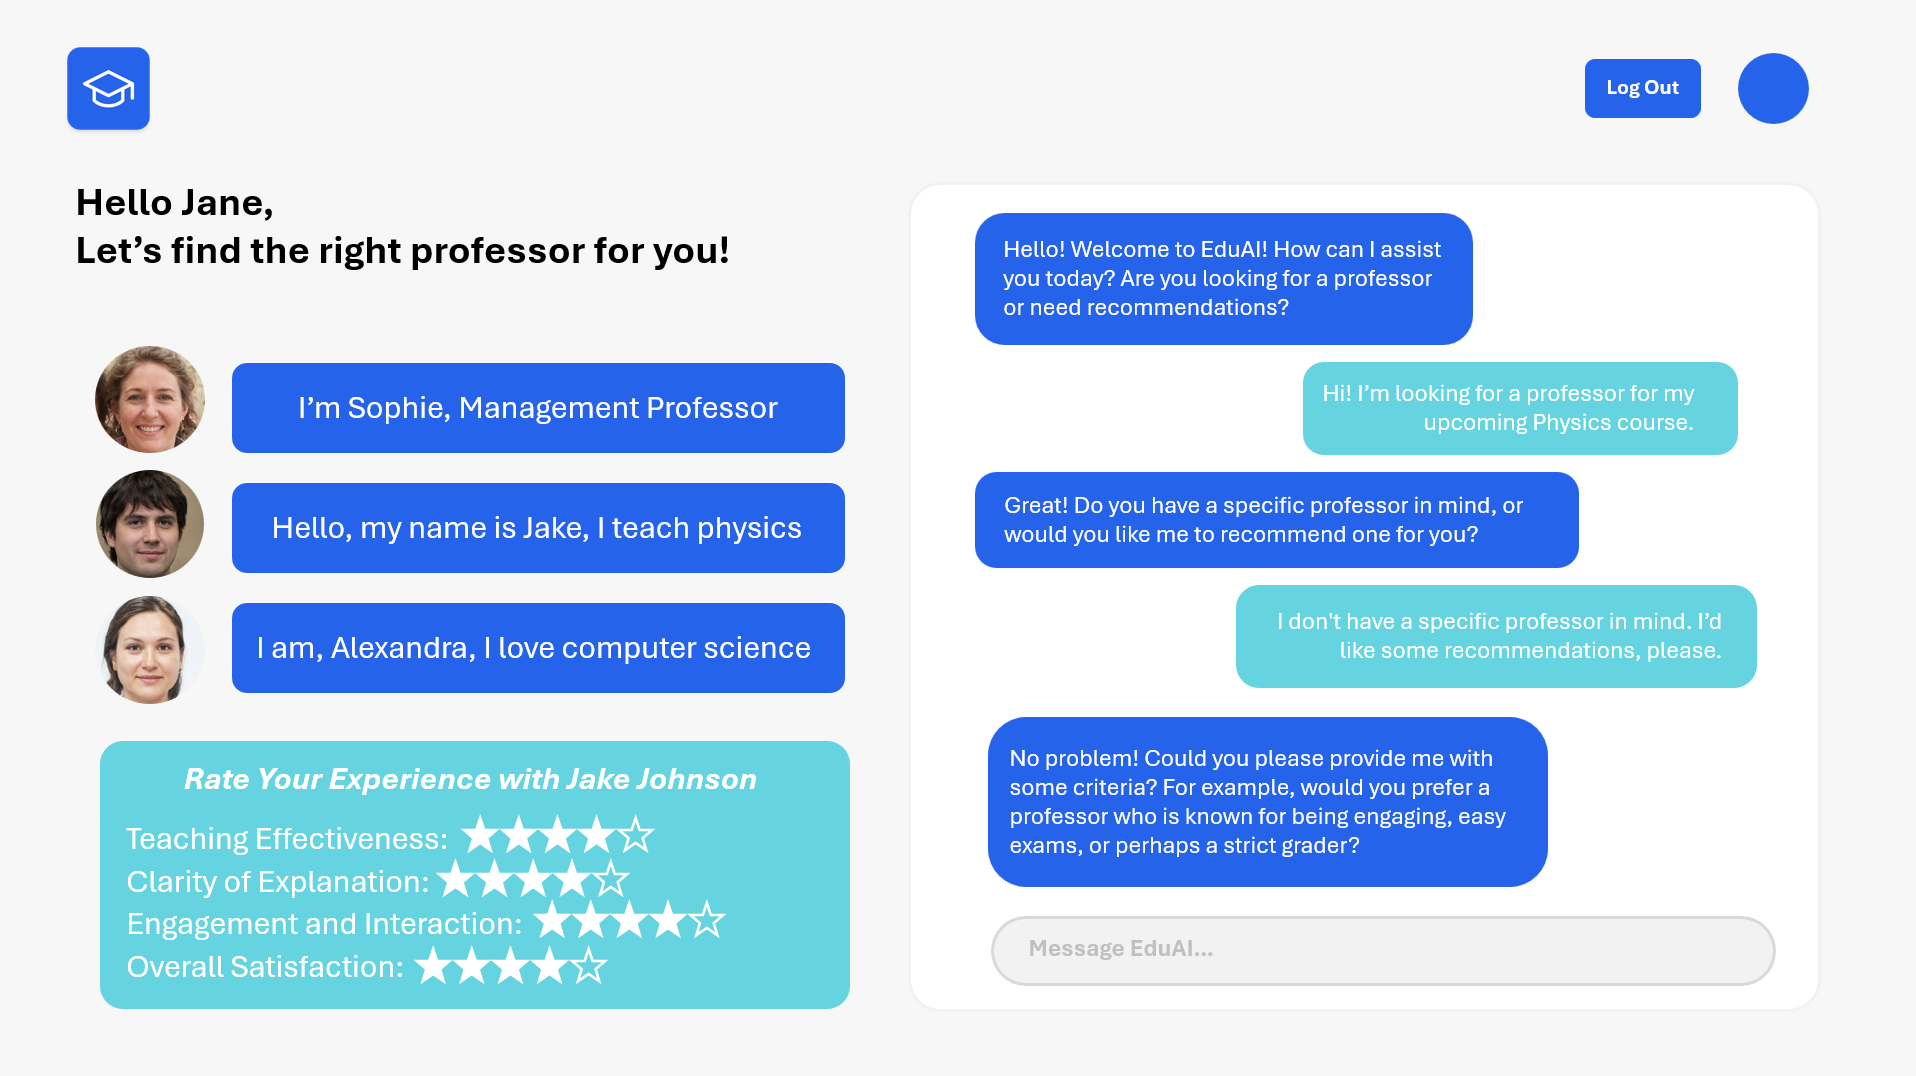 Log Out
Hello Jane,
Let’s find the right professor for you!
I’m Sophie, Management Professor
Hello, my name is Jake, I teach physics
I am, Alexandra, I love computer science
Rate Your Experience with Jake Johnson
Teaching Effectiveness: ★★★★☆
Clarity of Explanation: ★★★★☆
Engagement and Interaction: ★★★★☆
Overall Satisfaction: ★★★★☆
Hello! Welcome to EduAI! How can I assist
you today? Are you looking for a professor
or need recommendations?
Hi! I’m looking for a professor for my
upcoming Physics course.
Great! Do you have a specific professor in mind, or
would you like me to recommend one for you?
I don't have a specific professor in mind. I’d
like some recommendations, please.
No problem! Could you please provide me with
some criteria? For example, would you prefer a
professor who is known for being engaging, easy
exams, or perhaps a strict grader?
Message EduAI...